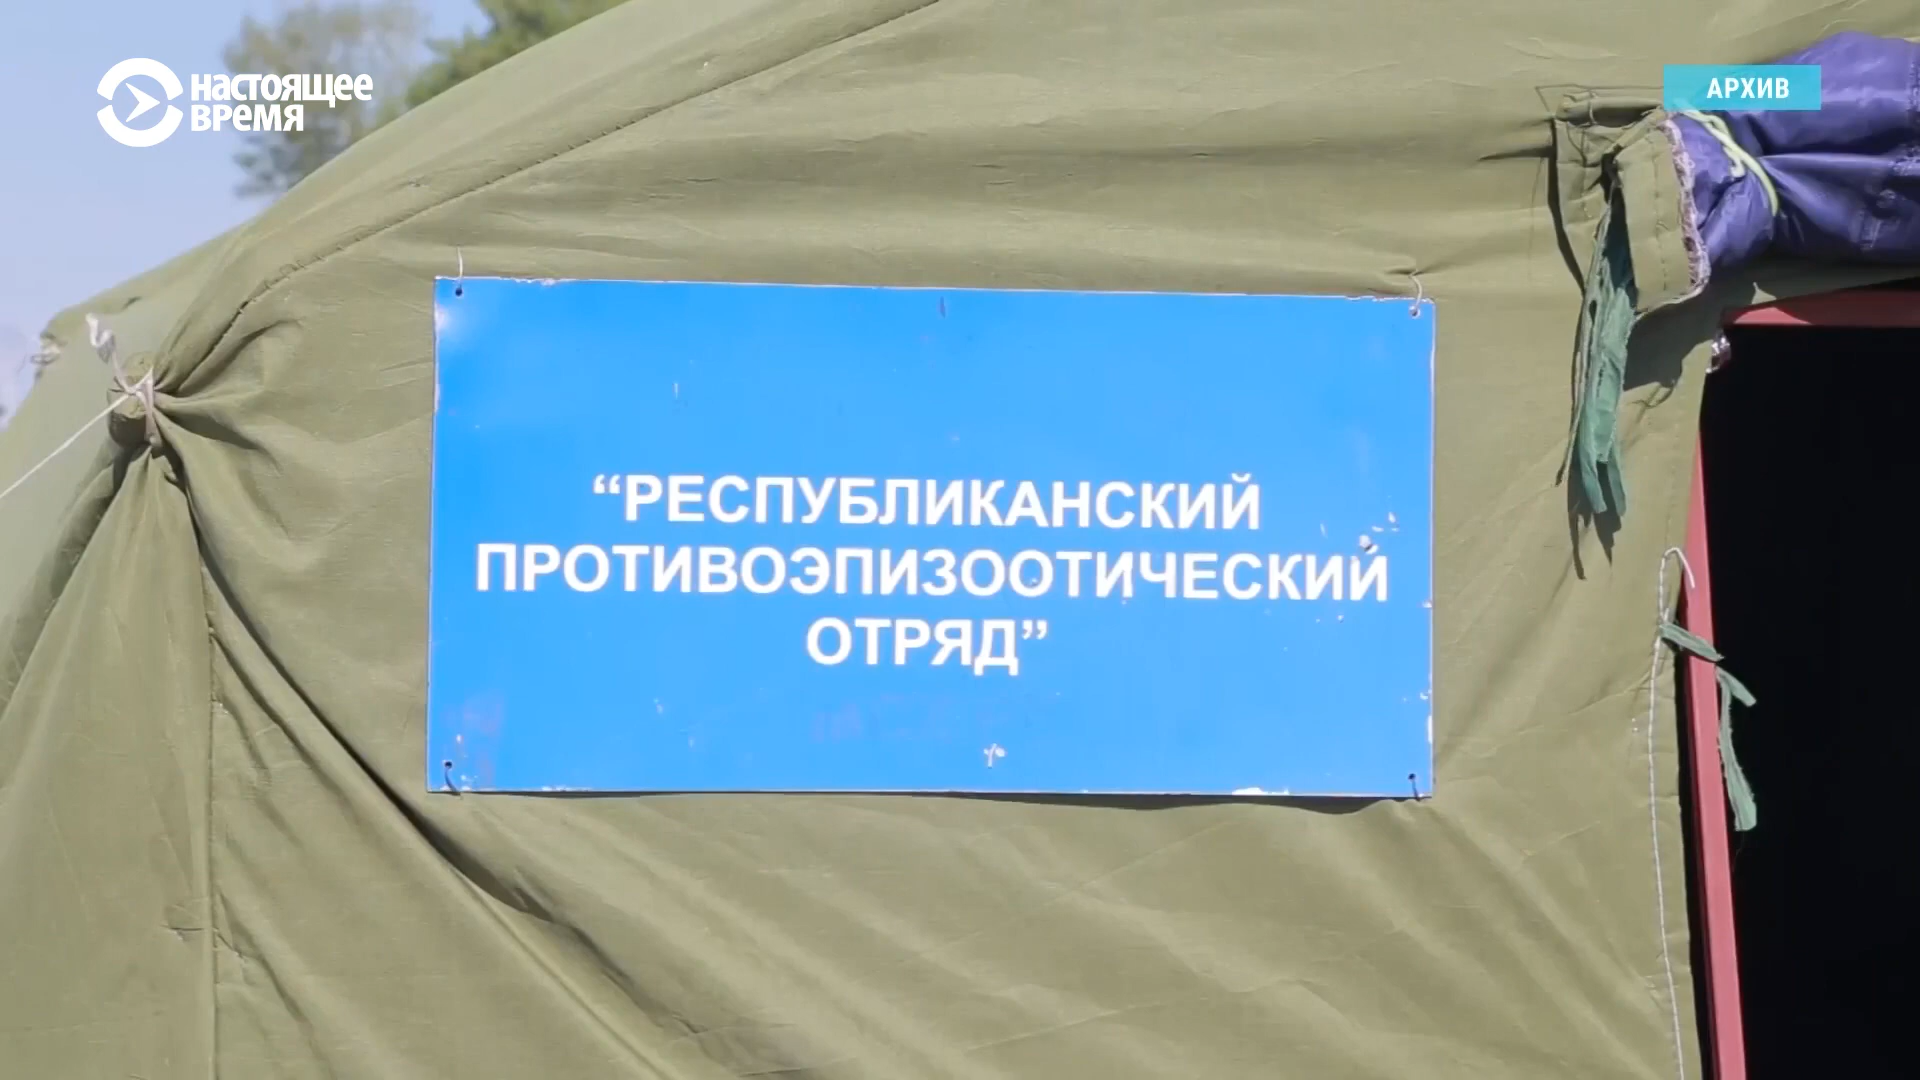 НАСТОЯЩЕЕ
ВРЕМЯ
АРХИВ
“РЕСПУБЛИКАНСКИЙ
ПРОТИВОЭПИЗООТИЧЕСКИЙ
ОТРЯД”